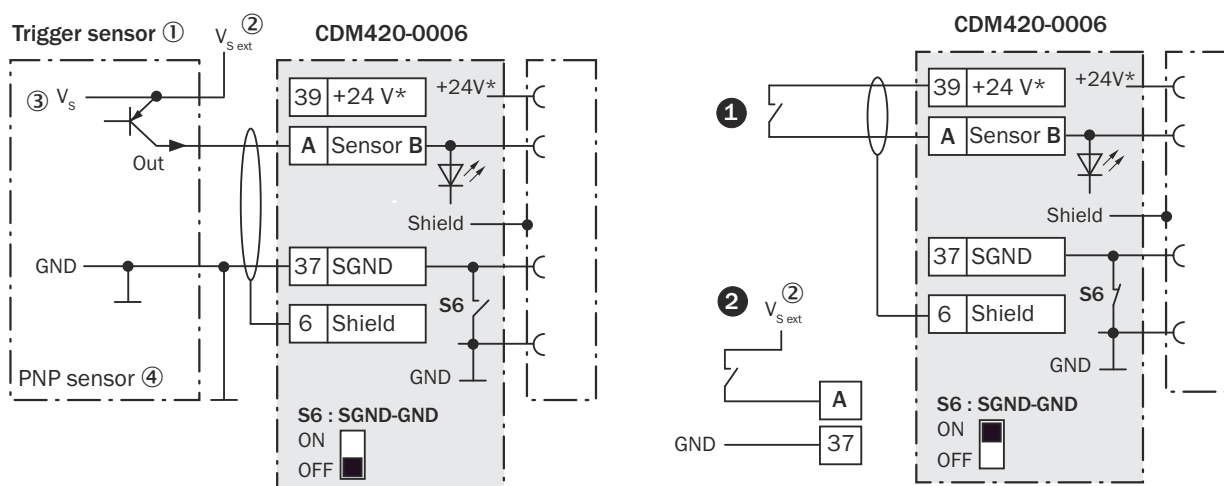 Trigger sensor ①
V S ext ②
CDM420-0006
③ V S
39 +24 V*
+24V*
A Sensor B
Out
Shield
GND
37 SGND
S6
6 Shield
GND
PNP sensor ④
S6 : SGND-GND
ON
OFF
CDM420-0006
❶
39 +24 V*
+24V*
A Sensor B
Shield
37 SGND
❷ V S ext ②
S6
6 Shield
GND
A
GND 37
S6 : SGND-GND
ON
OFF